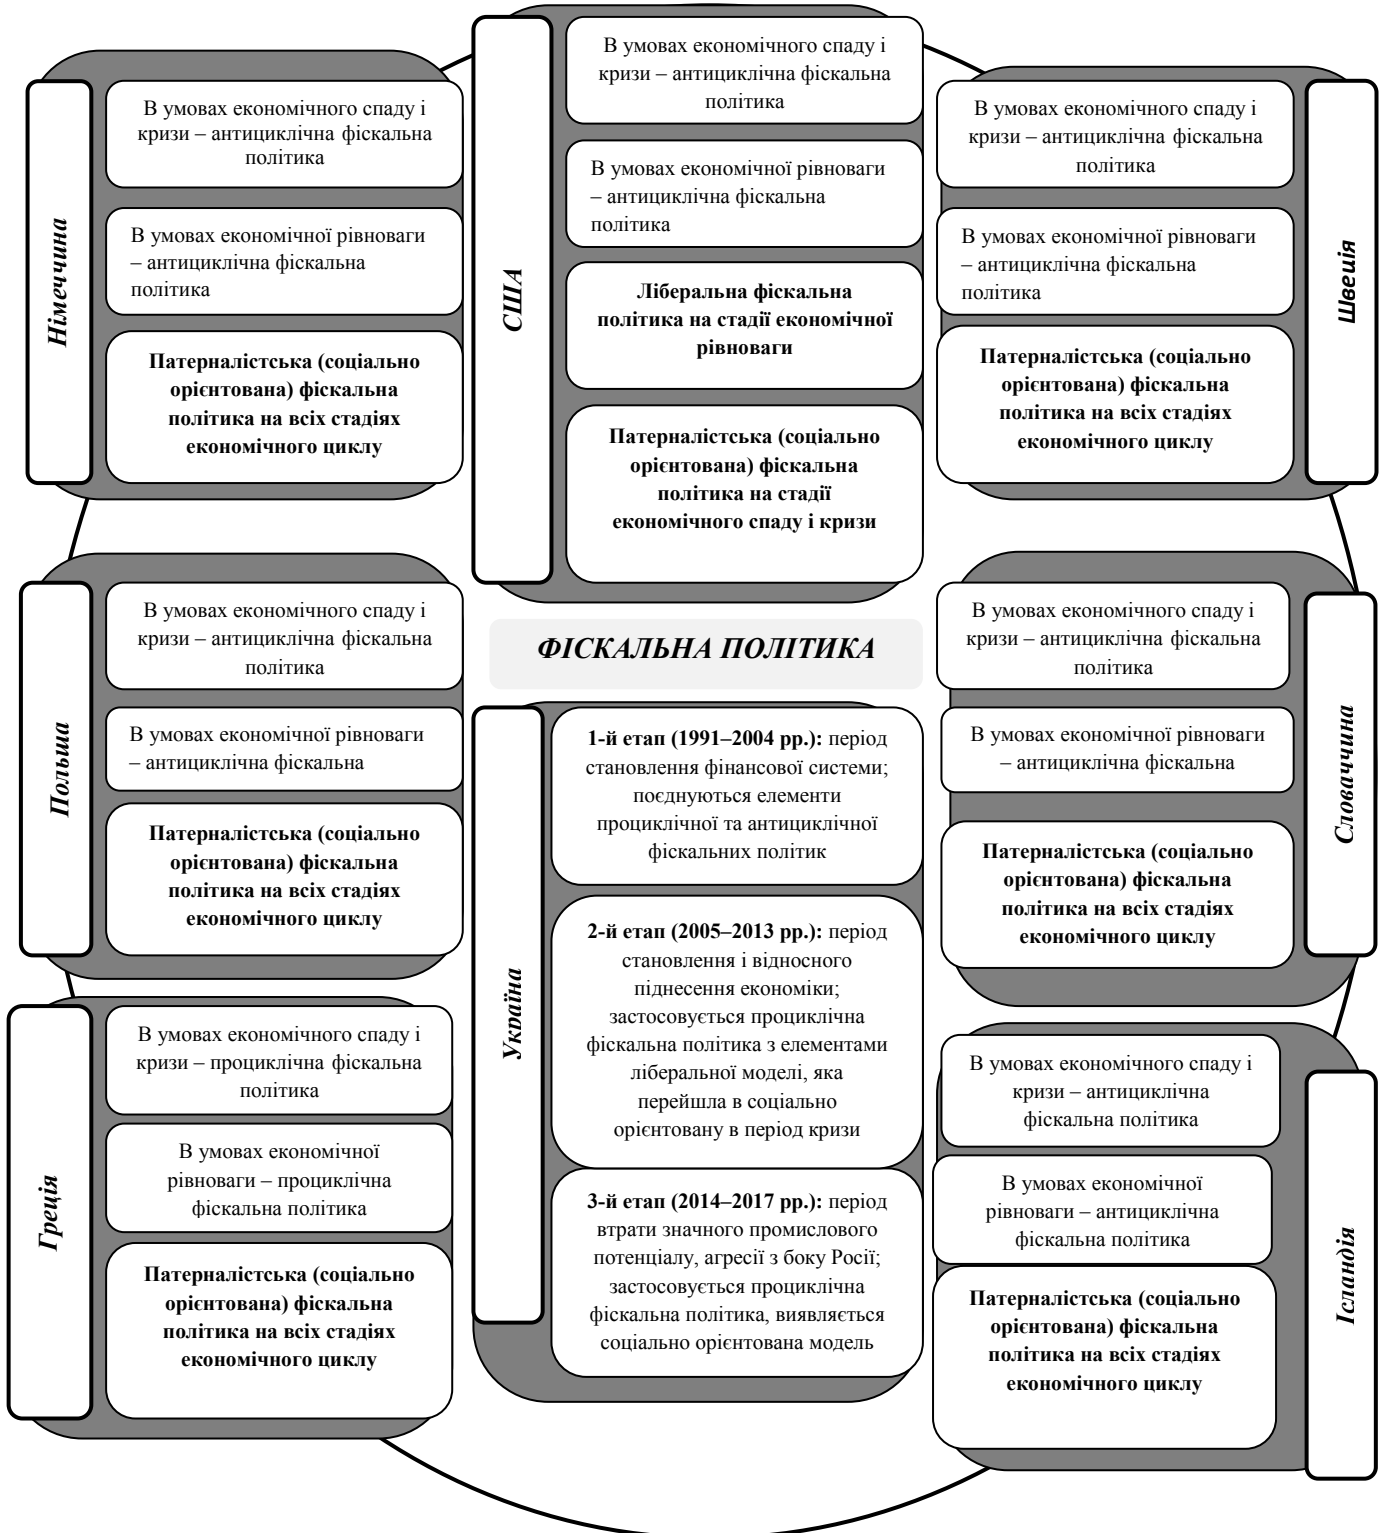 Німеччина
В умовах економічного спаду і
кризи – антициклічна фіскальна
політика
В умовах економічної рівноваги
– антициклічна фіскальна
політика
Патерналістська (соціально
орієнтована) фіскальна
політика на всіх стадіях
економічного циклу
США
В умовах економічного спаду і
кризи – антициклічна фіскальна
політика
В умовах економічної рівноваги
– антициклічна фіскальна
політика
Ліберальна фіскальна
політика на стадії економічної
рівноваги
Патерналістська (соціально
орієнтована) фіскальна
політика на стадії
економічного спаду і кризи
В умовах економічного спаду і
кризи – антициклічна фіскальна
політика
В умовах економічної рівноваги
– антициклічна фіскальна
політика
Патерналістська (соціально
орієнтована) фіскальна
політика на всіх стадіях
економічного циклу
Швеція
Польша
В умовах економічного спаду і
кризи – антициклічна фіскальна
політика
В умовах економічної рівноваги
– антициклічна фіскальна
Патерналістська (соціально
орієнтована) фіскальна
політика на всіх стадіях
економічного циклу
ФІСКАЛЬНА ПОЛІТИКА
В умовах економічного спаду і
кризи – антициклічна фіскальна
політика
В умовах економічної рівноваги
– антициклічна фіскальна
Патерналістська (соціально
орієнтована) фіскальна
політика на всіх стадіях
економічного циклу
Словаччина
Україна
1-й етап (1991–2004 рр.): період
становлення фінансової системи;
поєднуються елементи
проциклічної та антициклічної
фіскальних політик
2-й етап (2005–2013 рр.): період
становлення і відносного
піднесення економіки;
застосовується проциклічна
фіскальна політика з елементами
ліберальної моделі, яка
перейшла в соціально
орієнтовану в період кризи
3-й етап (2014–2017 рр.): період
втрати значного промислового
потенціалу, агресії з боку Росії;
застосовується проциклічна
фіскальна політика, виявляється
соціально орієнтована модель
Греція
В умовах економічного спаду і
кризи – проциклічна фіскальна
політика
В умовах економічної
рівноваги – проциклічна
фіскальна політика
Патерналістська (соціально
орієнтована) фіскальна
політика на всіх стадіях
економічного циклу
В умовах економічного спаду і
кризи – антициклічна
фіскальна політика
В умовах економічної
рівноваги – антициклічна
фіскальна політика
Патерналістська (соціально
орієнтована) фіскальна
політика на всіх стадіях
економічного циклу
Ісландія